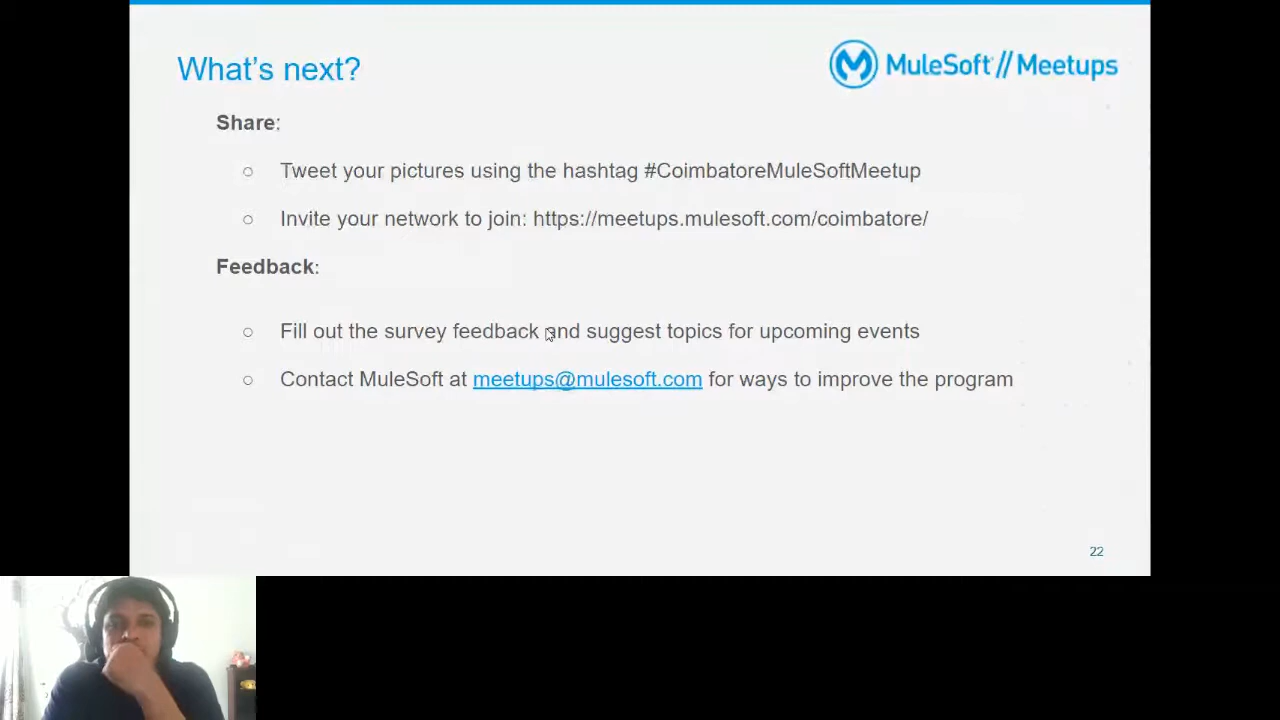 What's next?
MuleSoft // Meetups
Share:
Tweet your pictures using the hashtag #CoimbatoreMuleSoftMeetup
Invite your network to join: https://meetups.mulesoft.com/coimbatore/
Feedback:
Fill out the survey feedback and suggest topics for upcoming events
Contact MuleSoft at meetups@mulesoft.com for ways to improve the program
22